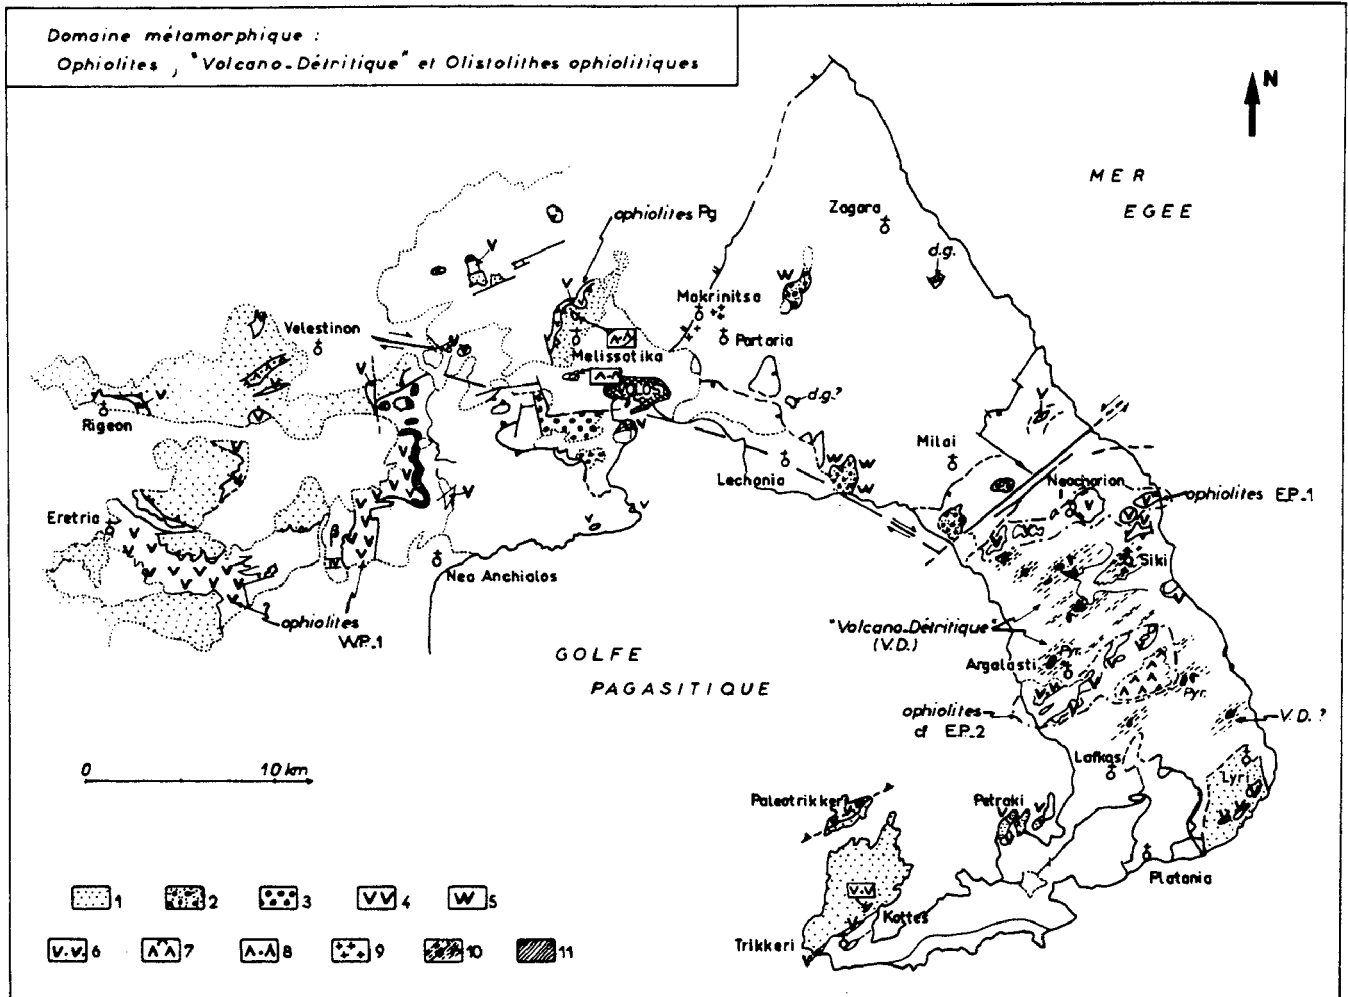 Domaine métamorphique :
Ophiolites , "Volcano-Détritique" et Olistolithes ophiolitiques
N
MER
EGEE
Zagora
d.g.
ophiolites Pg
V
W
Makrinitsa
Portaria
Velestinon
Melissatika
VOLOS
d.g.?
Rigeon
Milai
Lechonia
Neochorion
ophiolites E.P.1
Eretria
Siki
Nea Anchialos
?
ophiolites
W.P.1
"Volcano-Détritique"
(V.D.)
Pyr.
Argalasti
Pyr.
GOLFE
PAGASITIQUE
ophiolites
cf E.P.2
V.D. ?
Lafkos
Lyri
0 10 km
Paleotrikkeri
Petraki
Platania
Kottes
Trikkeri
1 2 3 V V 4 W 5
v.v. 6 ʌ ʌ 7 ʌ.ʌ 8 9 10 11